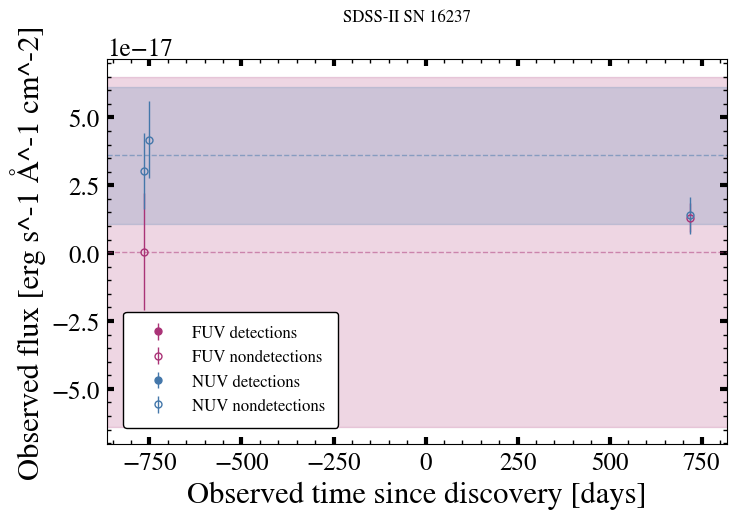 SDSS-II SN 16237
1e−17
Observed flux [erg s^-1 Å^-1 cm^-2]
5.0
2.5
0.0
−2.5
−5.0
FUV detections
FUV nondetections
NUV detections
NUV nondetections
−750 −500 −250 0 250 500 750
Observed time since discovery [days]